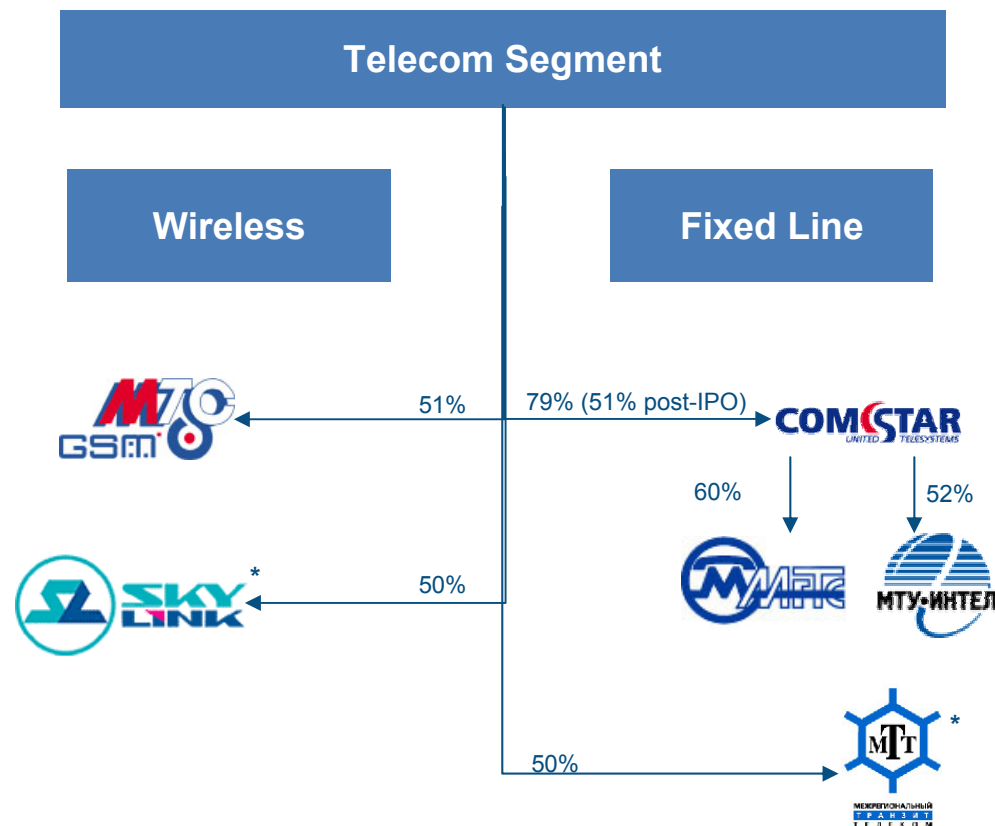 Telecom Segment
Wireless
Fixed Line
МТС
GSM
51%
79% (51% post-IPO)
COMSTAR
UNITED TELESYSTEMS
60%
52%
SKY
LINK
*
50%
МГТС
МТУ•ИНТЕЛ
МТТ
*
50%
МЕЖРЕГИОНАЛЬНЫЙ
ТРАНЗИТ
ТЕЛЕКОМ